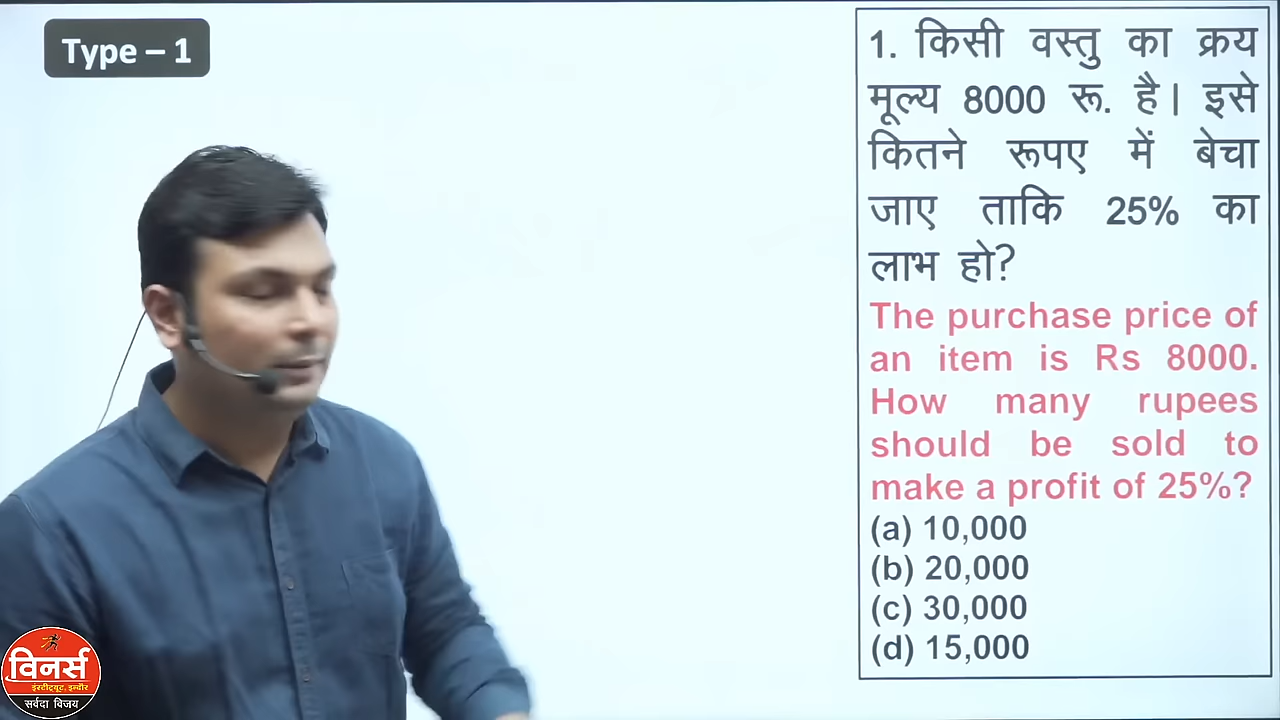 Type – 1
1. किसी वस्तु का क्रय
मूल्य 8000 रू. है। इसे
कितने रूपए में बेचा
जाए ताकि 25% का
लाभ हो?
The purchase price of
an item is Rs 8000.
How many rupees
should be sold to
make a profit of 25%?
(a) 10,000
(b) 20,000
(c) 30,000
(d) 15,000
विनर्स
इंस्टीट्यूट, इन्दौर
सर्वदा विजय